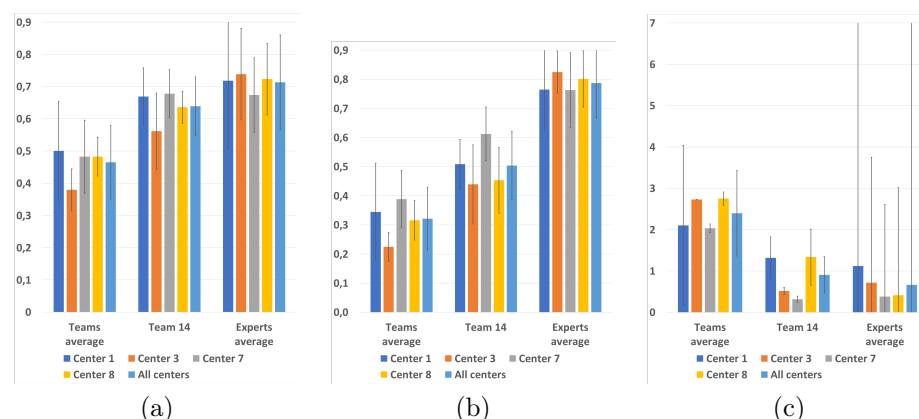 0,9
0,8
0,7
0,6
0,5
0,4
0,3
0,2
0,1
0
Teams average
Team 14
Experts average
Center 1 Center 3 Center 7
Center 8 All centers
(a)
0,9
0,8
0,7
0,6
0,5
0,4
0,3
0,2
0,1
0,0
Teams average
Team 14
Experts average
Center 1 Center 3 Center 7
Center 8 All centers
(b)
7
6
5
4
3
2
1
0
Teams average
Team 14
Experts average
Center 1 Center 3 Center 7
Center 8 All centers
(c)